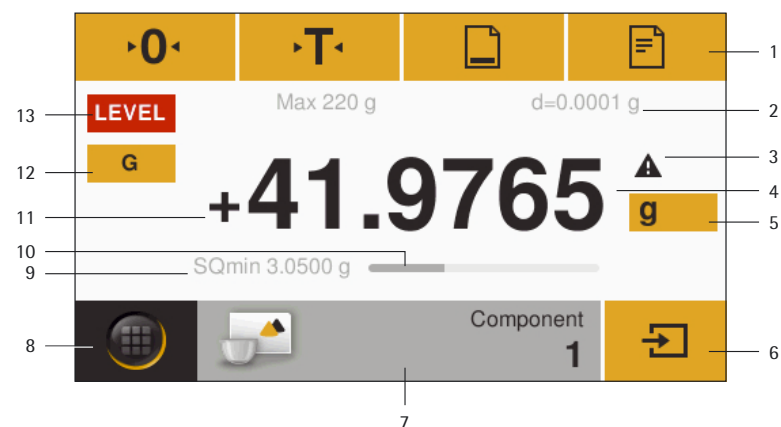 0 T 1
Max 220 g d=0.0001 g 2
13 LEVEL
12 G
3
+41.9765 4
g 5
11
10
9 SQmin 3.0500 g
8 Component
1 6
7